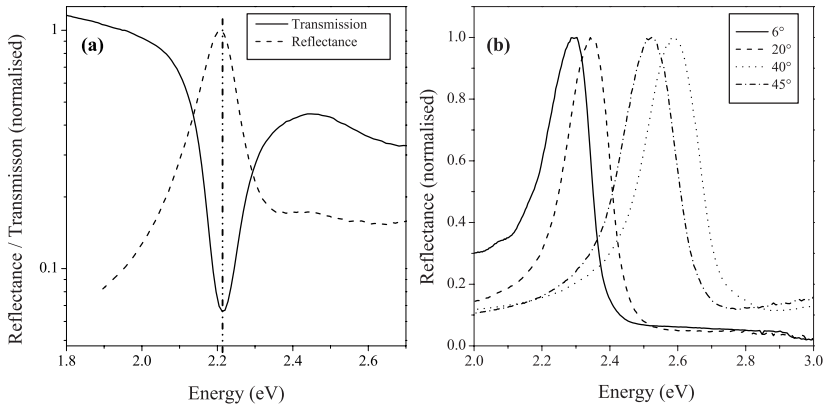 (a)
Transmission
Reflectance
1
0.1
Reflectance / Transmission (normalised)
1.8 2.0 2.2 2.4 2.6
Energy (eV)
(b)
6°
20°
40°
45°
1.0
0.8
0.6
0.4
0.2
0.0
Reflectance (normalised)
2.0 2.2 2.4 2.6 2.8 3.0
Energy (eV)